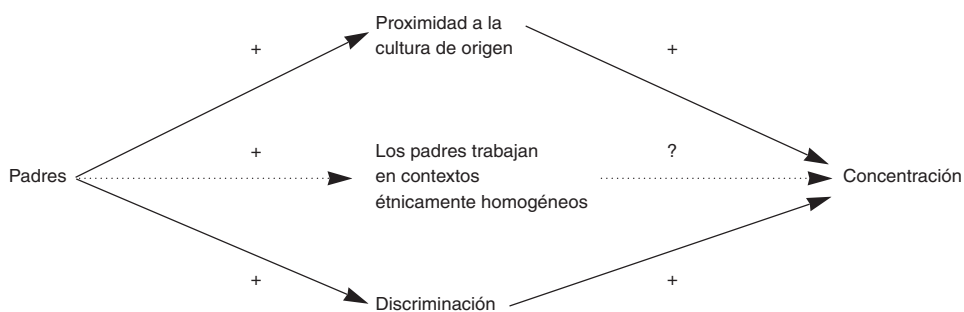 Proximidad a la
cultura de origen
+
+
Los padres trabajan
en contextos
étnicamente homogéneos
+
?
Padres
Concentración
+
+
Discriminación